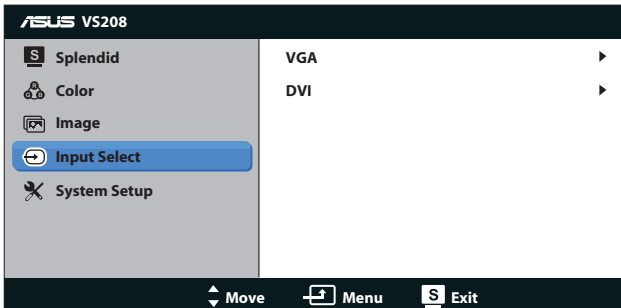 ASUS VS208
S Splendid
R G B Color
Image
Input Select
System Setup
VGA
DVI
Move Menu S Exit